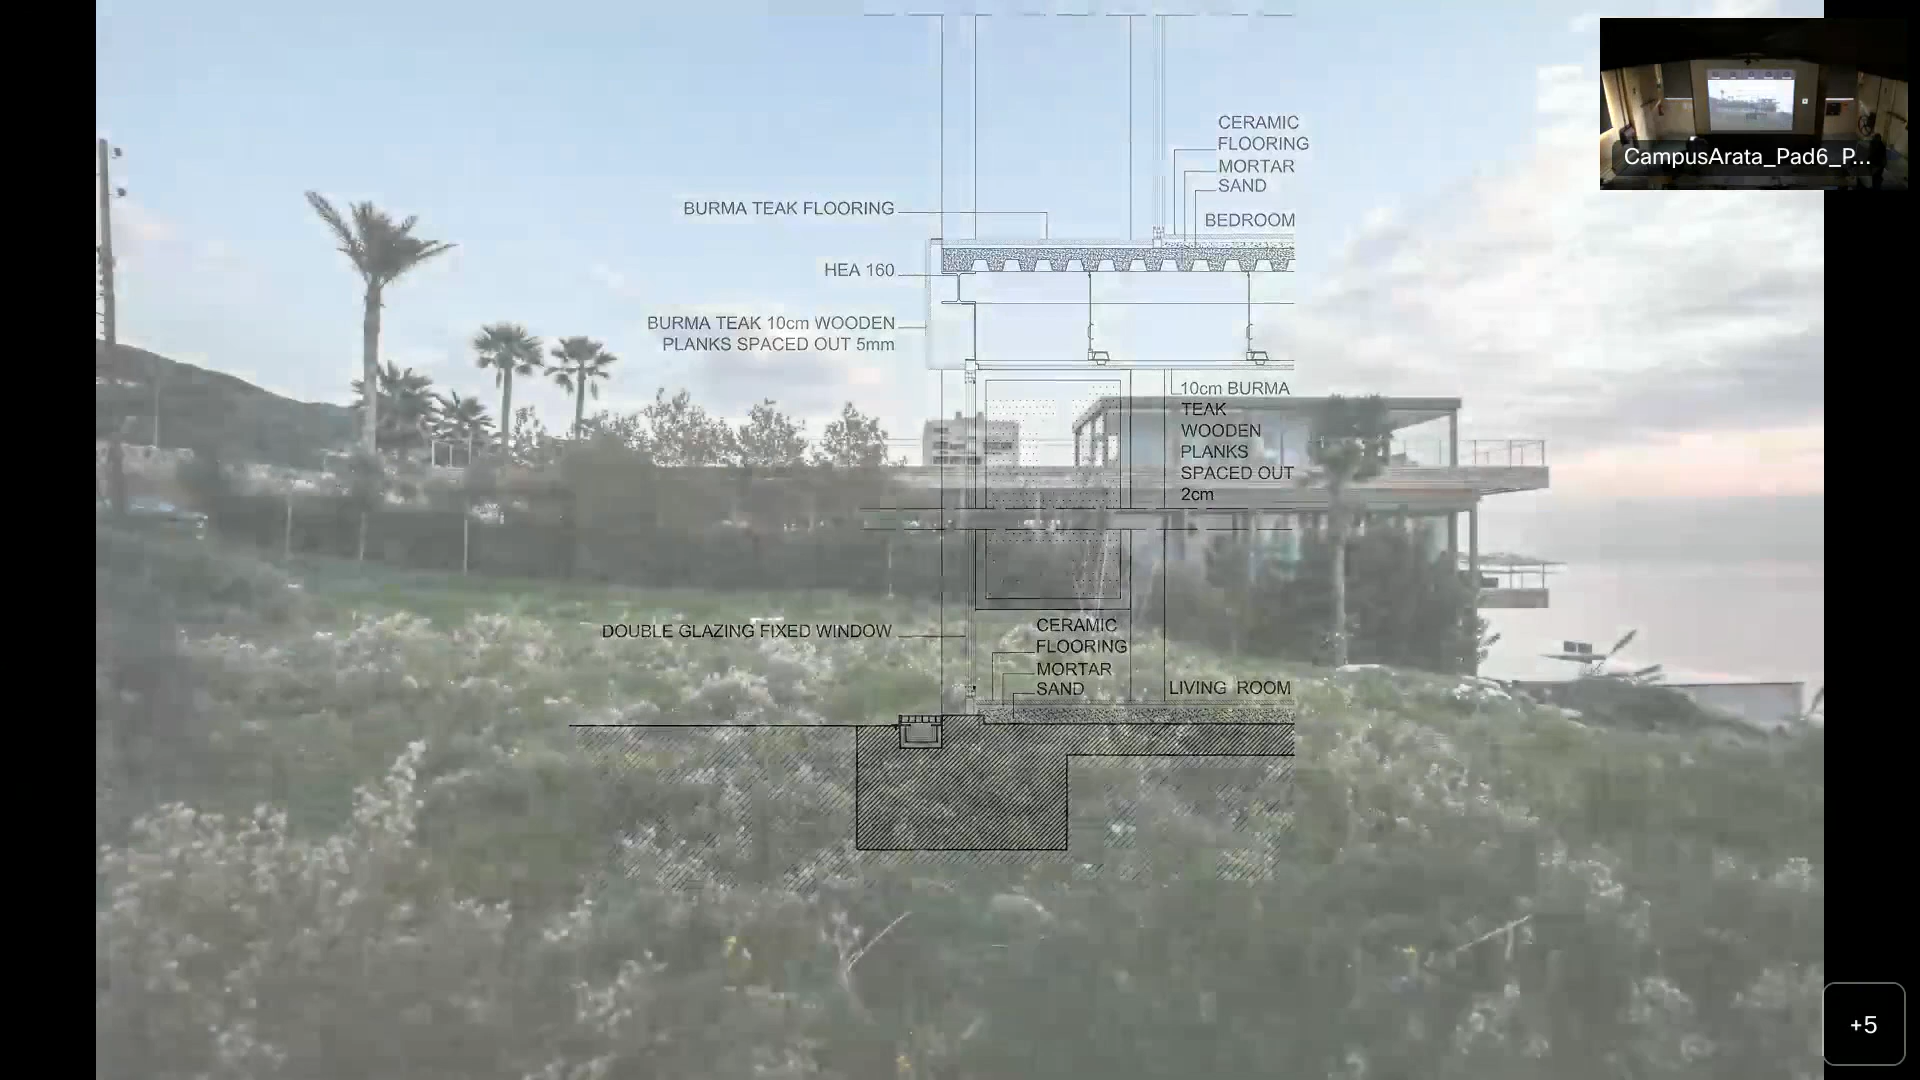 CERAMIC
FLOORING
MORTAR
SAND
BEDROOM
BURMA TEAK FLOORING
HEA 160
BURMA TEAK 10cm WOODEN
PLANKS SPACED OUT 5mm
10cm BURMA
TEAK
WOODEN
PLANKS
SPACED OUT
2cm
DOUBLE GLAZING FIXED WINDOW
CERAMIC
FLOORING
MORTAR
SAND
LIVING ROOM
CampusArata_Pad6_P...
+5